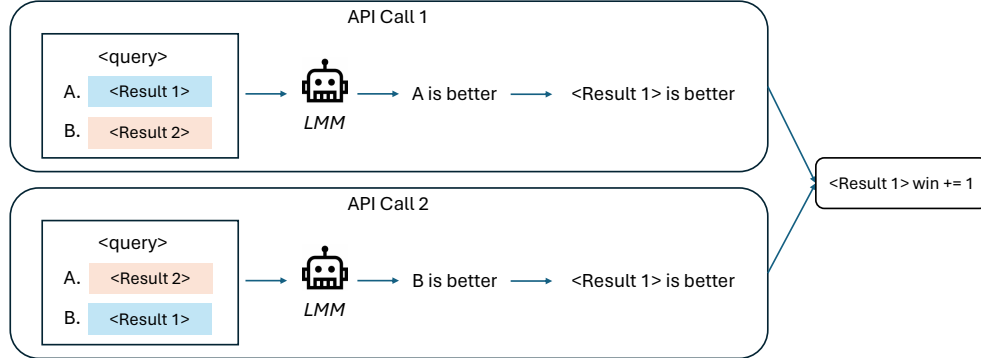 API Call 1
<query>
A. <Result 1>
B. <Result 2>
LMM
A is better
<Result 1> is better
API Call 2
<query>
A. <Result 2>
B. <Result 1>
LMM
B is better
<Result 1> is better
<Result 1> win += 1